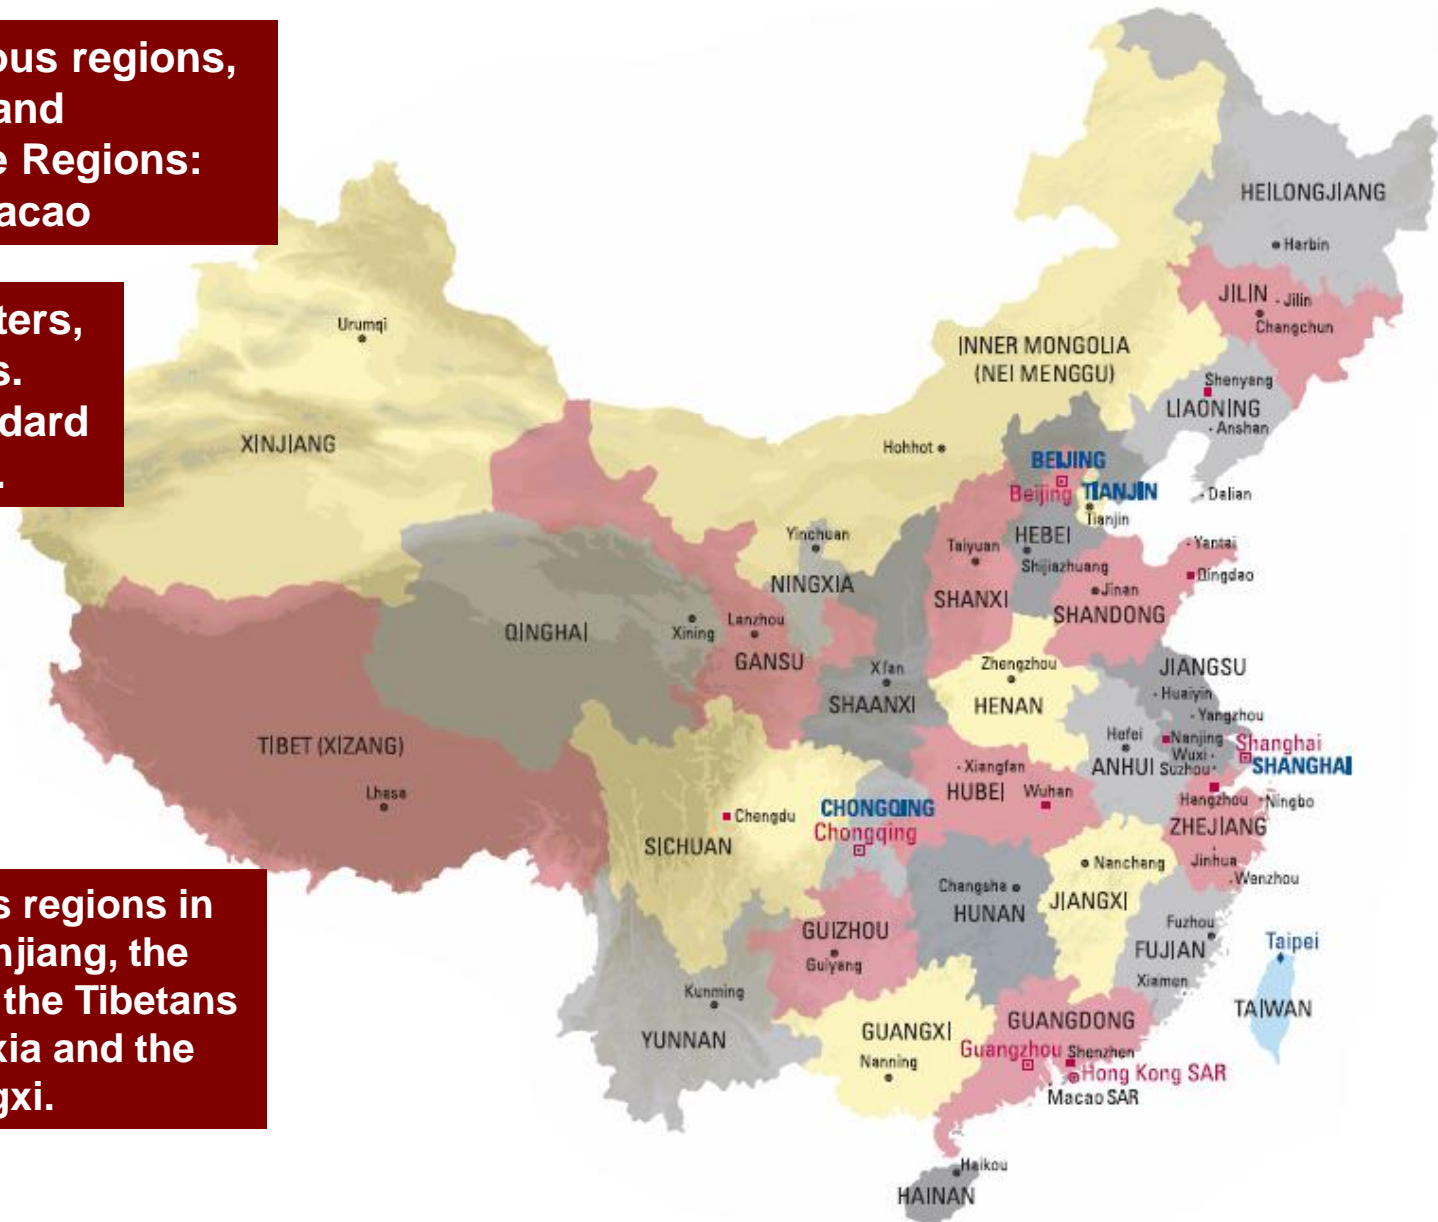 ous regions,
and
e Regions:
acao
ters,
s.
dard
.
s regions in
njiang, the
the Tibetans
xia and the
gxi.
HEILONGJIANG
Harbin
JILIN
Jilin
Changchun
Urumqi
INNER MONGOLIA
(NEI MENGGU)
Shenyang
LIAONING
Anshan
XINJIANG
Hohhot
BEIJING
Beijing
TIANJIN
Tianjin
Dalian
Yinchuan
Taiyuan
HEBEI
Shijiazhuang
Yantai
Qingdao
NINGXIA
SHANXI
Jinan
SHANDONG
QINGHAI
Xining
Lanzhou
GANSU
Xi'an
SHAANXI
Zhengzhou
HENAN
JIANGSU
Huaiyin
Yangzhou
Hefei
ANHUI
Nanjing
Wuxi
Suzhou
Shanghai
SHANGHAI
TIBET (XIZANG)
Lhasa
Xiangfan
HUBEI
Wuhan
Hangzhou
Ningbo
ZHEJIANG
Chengdu
SICHUAN
CHONGQING
Chongqing
Nanchang
JIANGXI
Jinhua
Wenzhou
Changsha
HUNAN
GUIZHOU
Guiyang
Fuzhou
FUJIAN
Xiamen
Taipei
TAIWAN
Kunming
YUNNAN
GUANGXI
Nanning
GUANGDONG
Guangzhou
Shenzhen
Hong Kong SAR
Macao SAR
Haikou
HAINAN